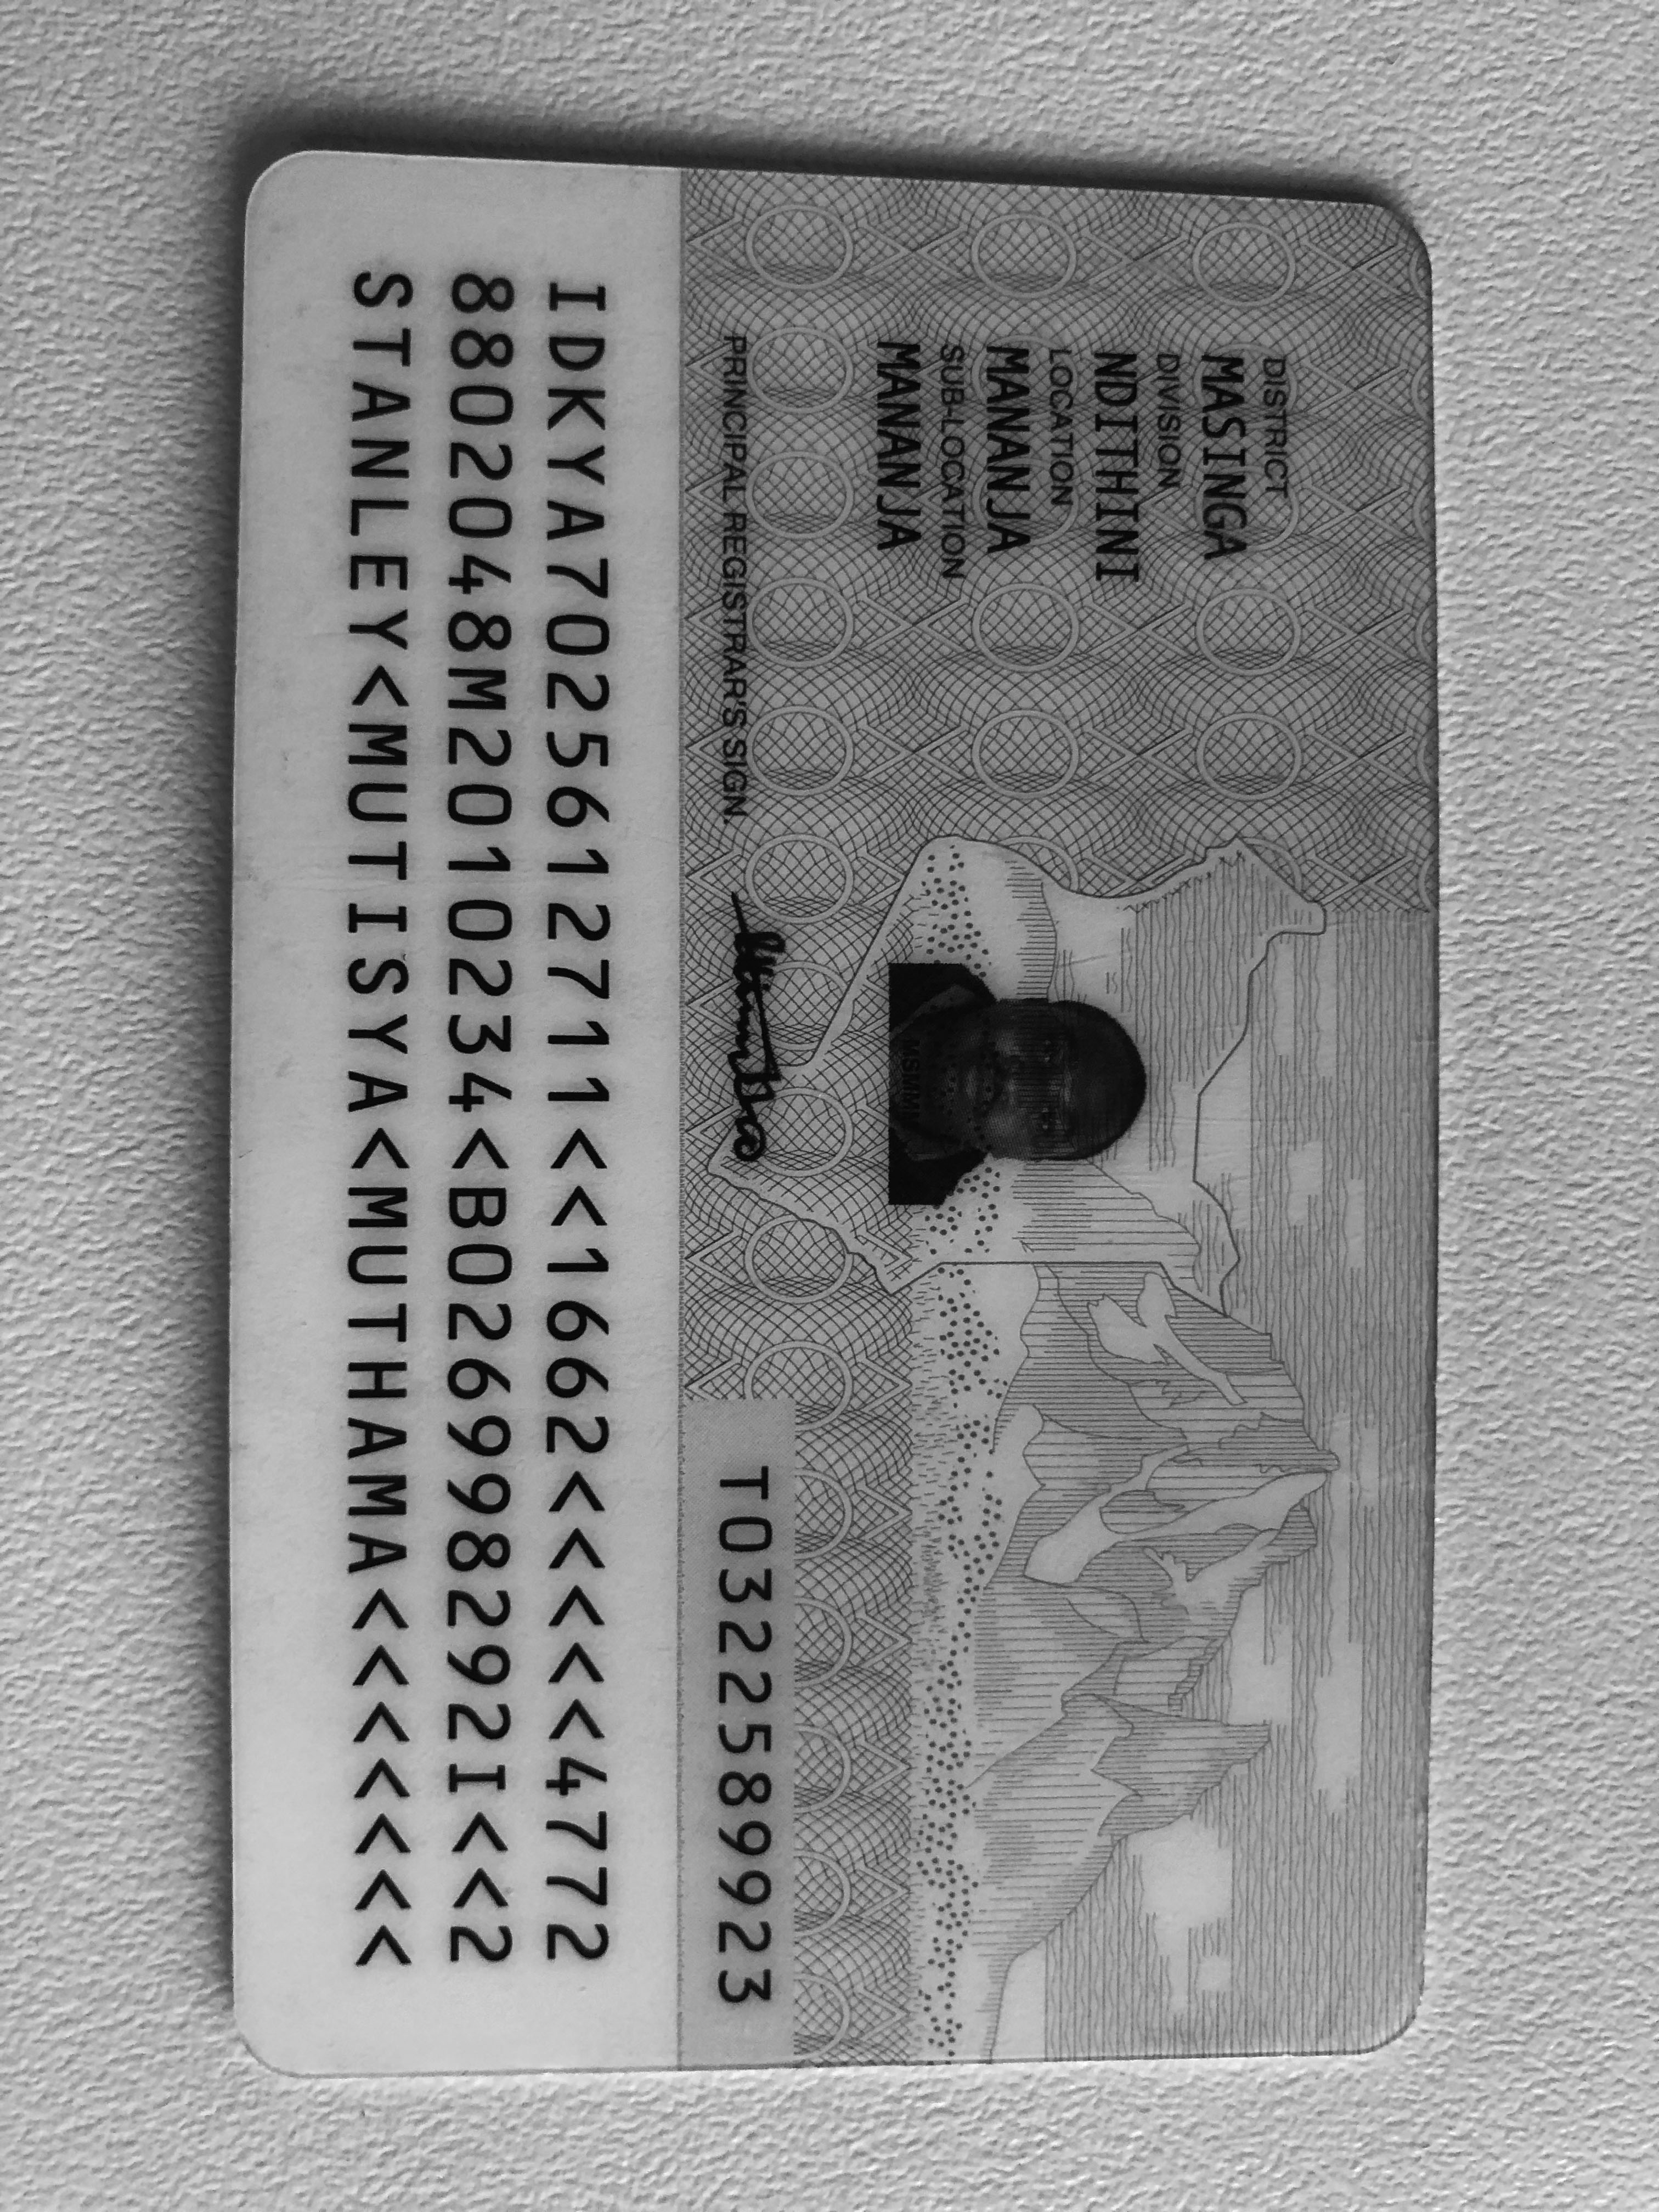 DISTRICT
MASINGA
DIVISION
NDITHINI
LOCATION
MANANJA
SUB-LOCATION
MANANJA
PRINCIPAL REGISTRAR'S SIGN.
T0322589923
IDKYA7025612711<<1662<<<<<4772
8802048M2010234<B026998292I<<2
STANLEY<MUTISYA<MUTHAMA<<<<<<<